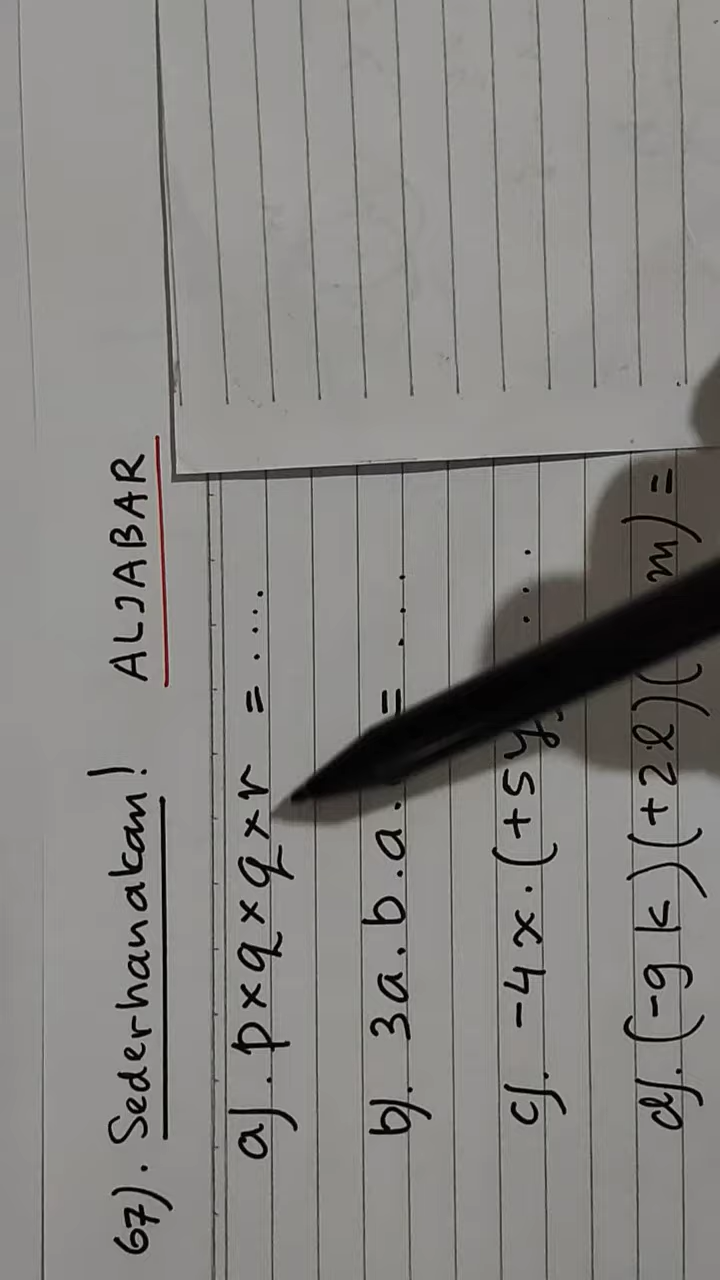 67). Sederhanakan! ALJABAR
a). p x q x q x r = ....
b). 3a . b . a . = ....
c). -4x . (+5y ...
d). (-9k)(+2l)( m) =